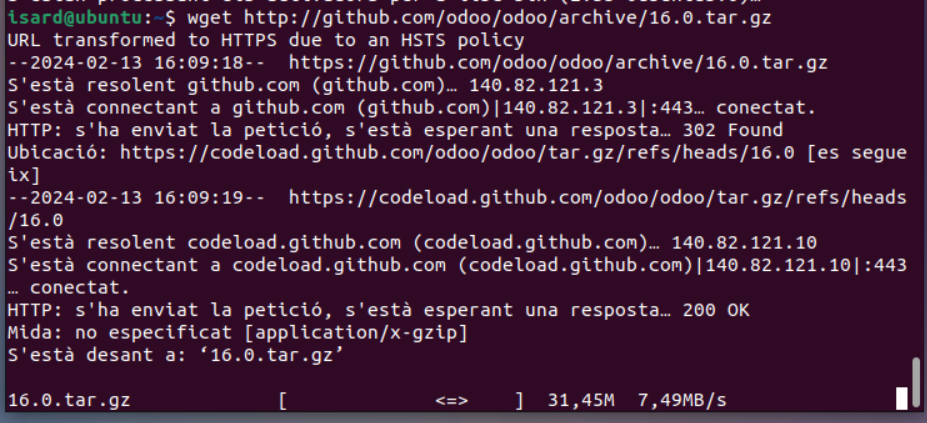 isard@ubuntu:~$ wget http://github.com/odoo/odoo/archive/16.0.tar.gz
URL transformed to HTTPS due to an HSTS policy
--2024-02-13 16:09:18--  https://github.com/odoo/odoo/archive/16.0.tar.gz
S'està resolent github.com (github.com)… 140.82.121.3
S'està connectant a github.com (github.com)|140.82.121.3|:443… conectat.
HTTP: s'ha enviat la petició, s'està esperant una resposta… 302 Found
Ubicació: https://codeload.github.com/odoo/odoo/tar.gz/refs/heads/16.0 [es segue
ix]
--2024-02-13 16:09:19--  https://codeload.github.com/odoo/odoo/tar.gz/refs/heads
/16.0
S'està resolent codeload.github.com (codeload.github.com)… 140.82.121.10
S'està connectant a codeload.github.com (codeload.github.com)|140.82.121.10|:443
… conectat.
HTTP: s'ha enviat la petició, s'està esperant una resposta… 200 OK
Mida: no especificat [application/x-gzip]
S'està desant a: ‘16.0.tar.gz’
16.0.tar.gz [ <=> ] 31,45M 7,49MB/s